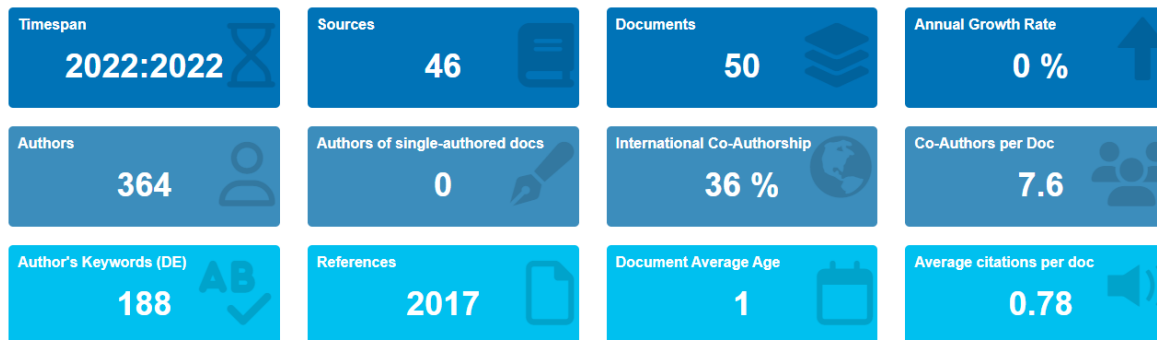 Timespan
2022:2022
Sources
46
Documents
50
Annual Growth Rate
0 %
Authors
364
Authors of single-authored docs
0
International Co-Authorship
36 %
Co-Authors per Doc
7.6
Author's Keywords (DE)
AB
188
References
2017
Document Average Age
1
Average citations per doc
0.78